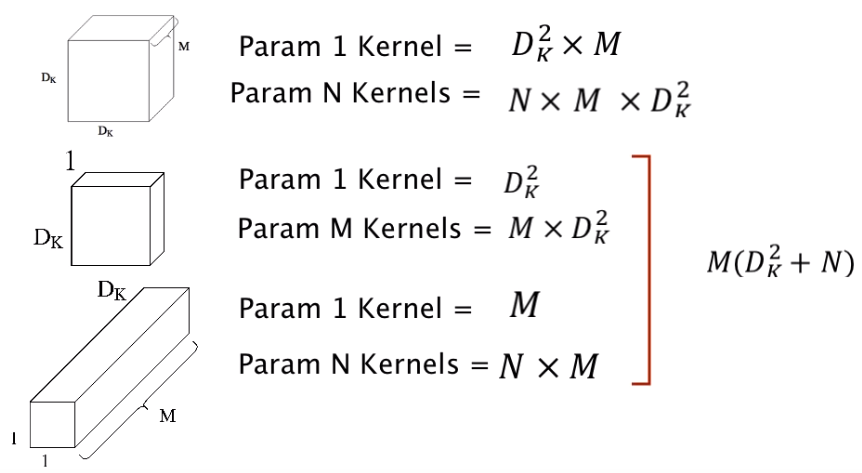 M
D_K
D_K
Param 1 Kernel = D_K^2 × M
Param N Kernels = N × M × D_K^2
1
D_K
D_K
Param 1 Kernel = D_K^2
Param M Kernels = M × D_K^2
M(D_K^2 + N)
M
1
1
Param 1 Kernel = M
Param N Kernels = N × M